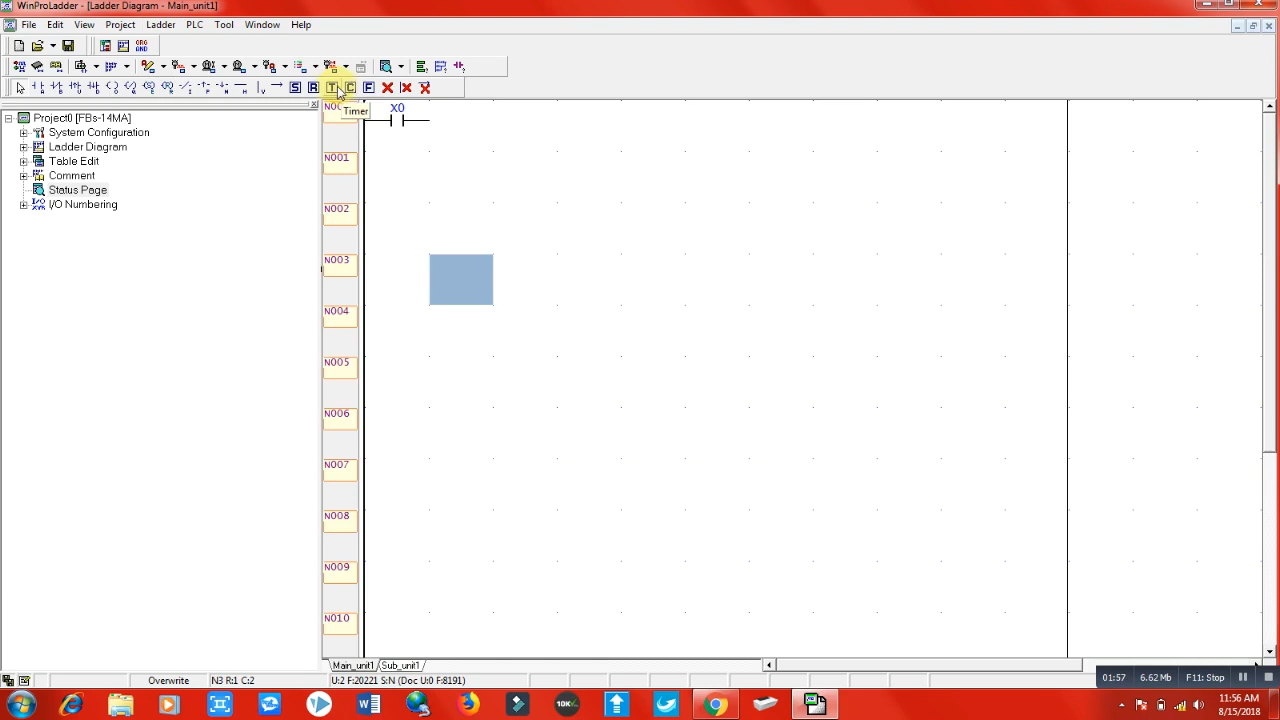 WinProLadder - [Ladder Diagram - Main_unit1]
File Edit View Project Ladder PLC Tool Window Help
S R T C F
Timer
Project0 [FBs-14MA]
System Configuration
Ladder Diagram
Table Edit
Comment
Status Page
I/O Numbering
X0
N001
N002
N003
N004
N005
N006
N007
N008
N009
N010
Main_unit1 Sub_unit1
Overwrite N3 R:1 C:2 U:2 F:20221 S:N (Doc U:0 F:8191)
01:57 6.62 Mb F11: Stop
10K
11:56 AM
8/15/2018